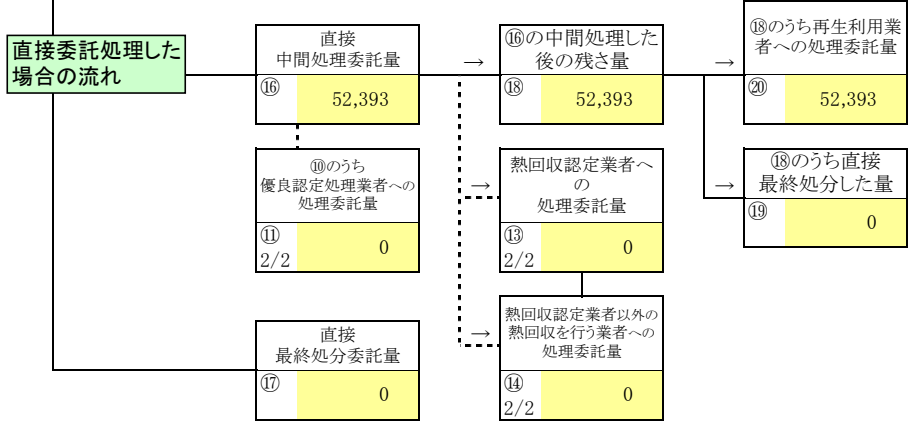 直接委託処理した
場合の流れ
直接
中間処理委託量
⑯
52,393
→
⑯の中間処理した
後の残さ量
⑱
52,393
→
⑱のうち再生利用業
者への処理委託量
⑳
52,393
⑩のうち
優良認定処理業者への
処理委託量
⑪
2/2
0
→
熱回収認定業者へ
の
処理委託量
⑬
2/2
0
→
⑱のうち直接
最終処分した量
⑲
0
直接
最終処分委託量
⑰
0
→
熱回収認定業者以外の
熱回収を行う業者への
処理委託量
⑭
2/2
0